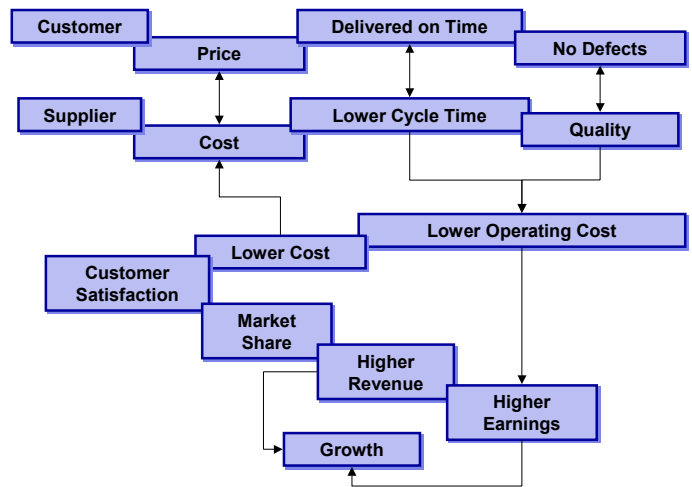 Customer
Delivered on Time
No Defects
Price
Supplier
Lower Cycle Time
Quality
Cost
Lower Operating Cost
Lower Cost
Customer
Satisfaction
Market
Share
Higher
Revenue
Higher
Earnings
Growth